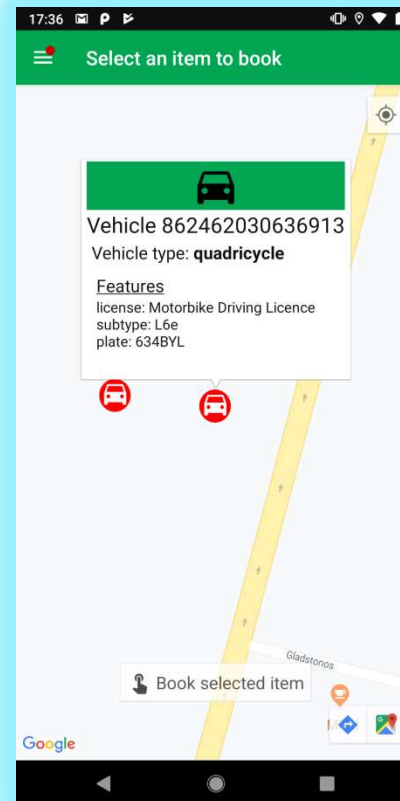 17:36
Select an item to book
Vehicle 862462030636913
Vehicle type: quadricycle
Features
license: Motorbike Driving Licence
subtype: L6e
plate: 634BYL
Gladstonos
Book selected item
M
Google